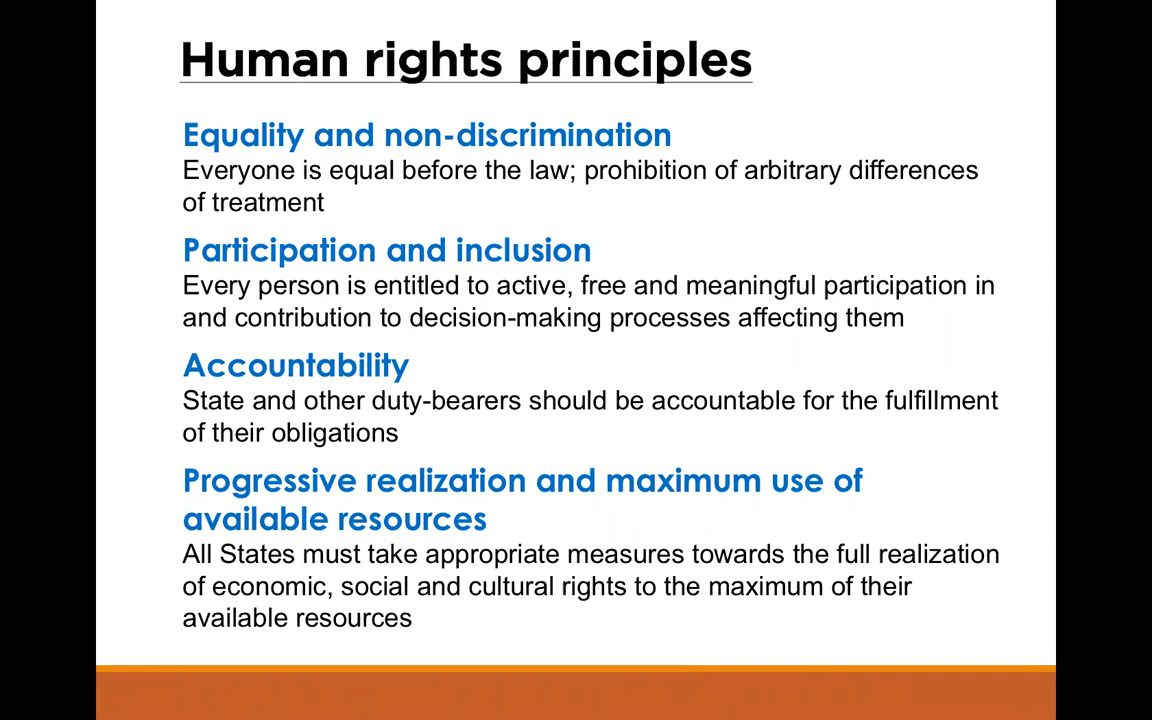 Human rights principles
Equality and non-discrimination
Everyone is equal before the law; prohibition of arbitrary differences
of treatment
Participation and inclusion
Every person is entitled to active, free and meaningful participation in
and contribution to decision-making processes affecting them
Accountability
State and other duty-bearers should be accountable for the fulfillment
of their obligations
Progressive realization and maximum use of
available resources
All States must take appropriate measures towards the full realization
of economic, social and cultural rights to the maximum of their
available resources